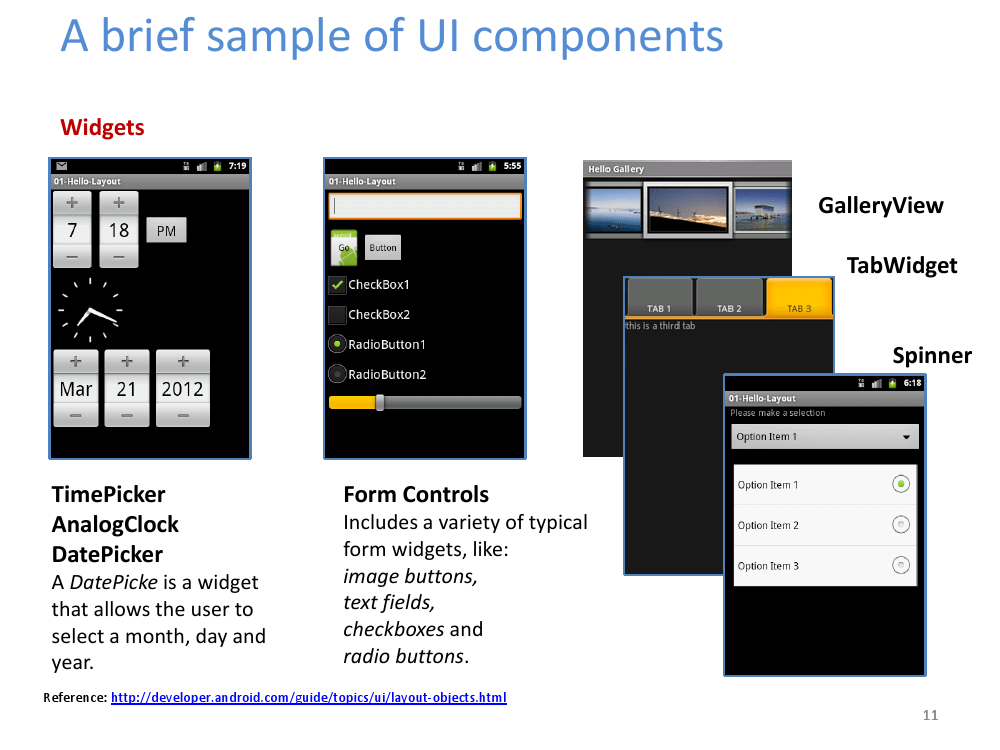 A brief sample of UI components
Widgets
7:19
01-Hello-Layout
+ +
7 18 PM
− −
+ + +
Mar 21 2012
− − −
TimePicker
AnalogClock
DatePicker
A DatePicke is a widget
that allows the user to
select a month, day and
year.
5:55
01-Hello-Layout
Go Button
CheckBox1
CheckBox2
RadioButton1
RadioButton2
Form Controls
Includes a variety of typical
form widgets, like:
image buttons,
text fields,
checkboxes and
radio buttons.
Hello Gallery
GalleryView
TabWidget
TAB 1 TAB 2 TAB 3
this is a third tab
Spinner
6:18
01-Hello-Layout
Please make a selection
Option Item 1
Option Item 1
Option Item 2
Option Item 3
Reference: http://developer.android.com/guide/topics/ui/layout-objects.html
11